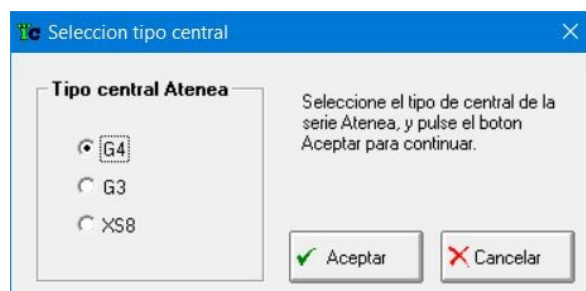 Seleccion tipo central
Tipo central Atenea
G4
G3
XS8
Seleccione el tipo de central de la
serie Atenea, y pulse el boton
Aceptar para continuar.
Aceptar
Cancelar